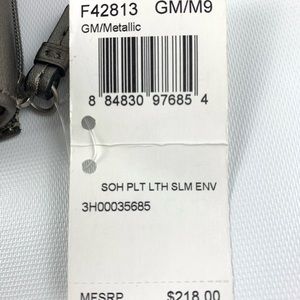 F42813 GM/M9
GM/Metallic
8 84830 97685 4
SOH PLT LTH SLM ENV
3H00035685
MFSRP $218.00